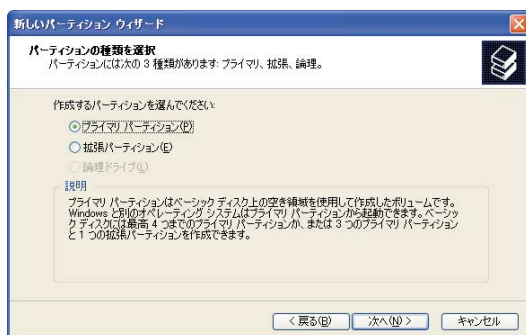 新しいパーティション ウィザード
パーティションの種類を選択
パーティションには次の 3 種類があります: プライマリ、拡張、論理。
作成するパーティションを選んでください:
プライマリ パーティション(P)
拡張パーティション(E)
論理ドライブ(L)
説明
プライマリ パーティションはベーシック ディスク上の空き領域を使用して作成したボリュームです。
Windows と別のオペレーティング システムはプライマリ パーティションから起動できます。ベーシッ
ク ディスクには最高 4 つまでのプライマリ パーティションか、または 3 つのプライマリ パーティション
と 1 つの拡張パーティションを作成できます。
< 戻る(B)
次へ(N) >
キャンセル